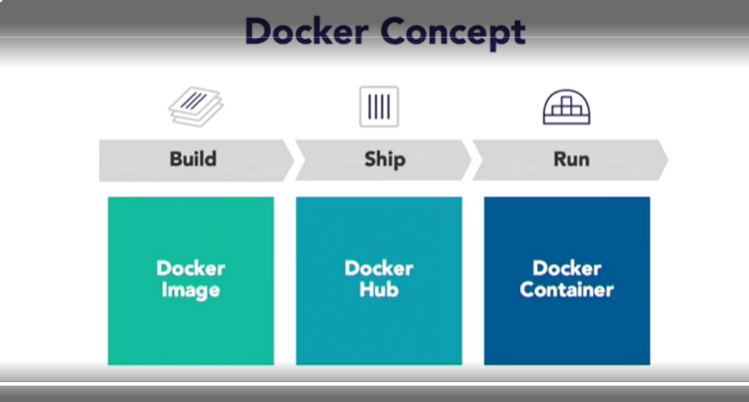 Docker Concept
Build
Ship
Run
Docker
Image
Docker
Hub
Docker
Container